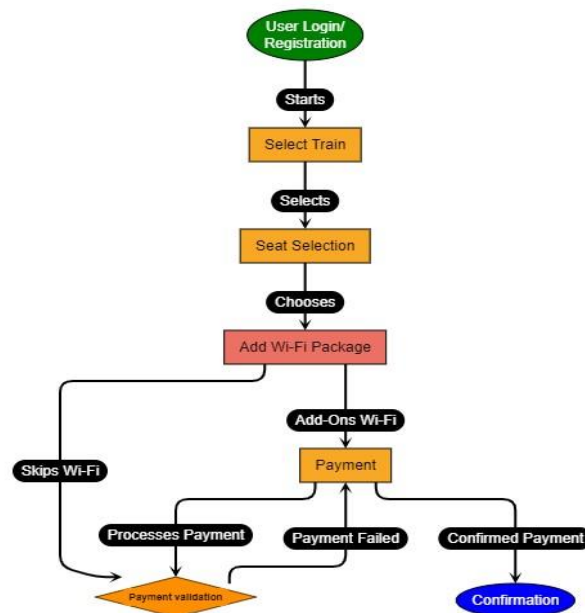 User Login/
Registration
Starts
Select Train
Selects
Seat Selection
Chooses
Add Wi-Fi Package
Add-Ons Wi-Fi
Skips Wi-Fi
Payment
Processes Payment
Payment Failed
Confirmed Payment
Payment validation
Confirmation